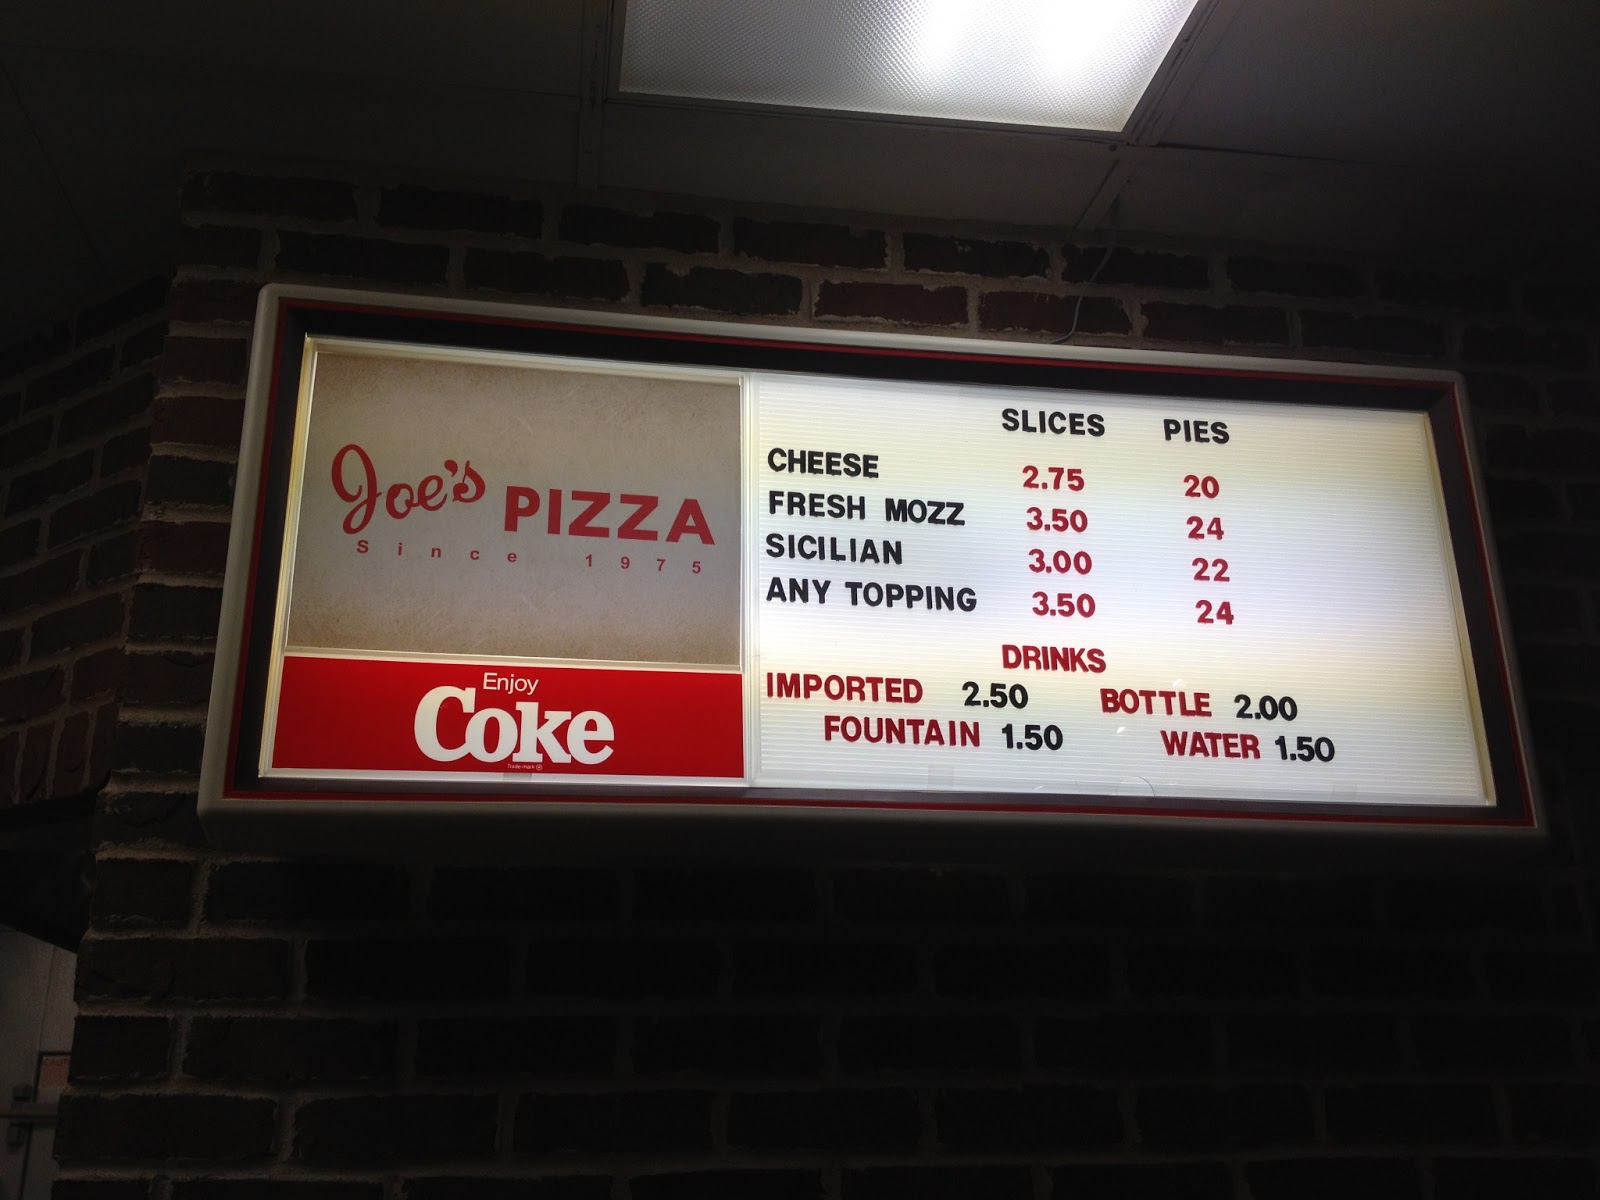 Joe's PIZZA
Since 1975
Enjoy
Coke
Trade-mark ®
SLICES PIES
CHEESE 2.75 20
FRESH MOZZ 3.50 24
SICILIAN 3.00 22
ANY TOPPING 3.50 24
DRINKS
IMPORTED 2.50 BOTTLE 2.00
FOUNTAIN 1.50 WATER 1.50